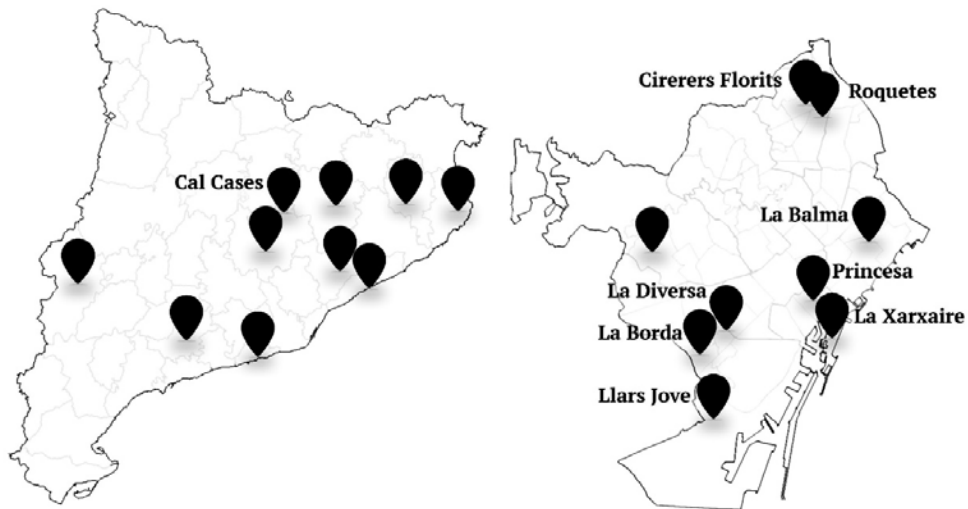 Cal Cases
Cirerers Florits
Roquetes
La Balma
Princesa
La Diversa
La Xarxaire
La Borda
Llars Jove